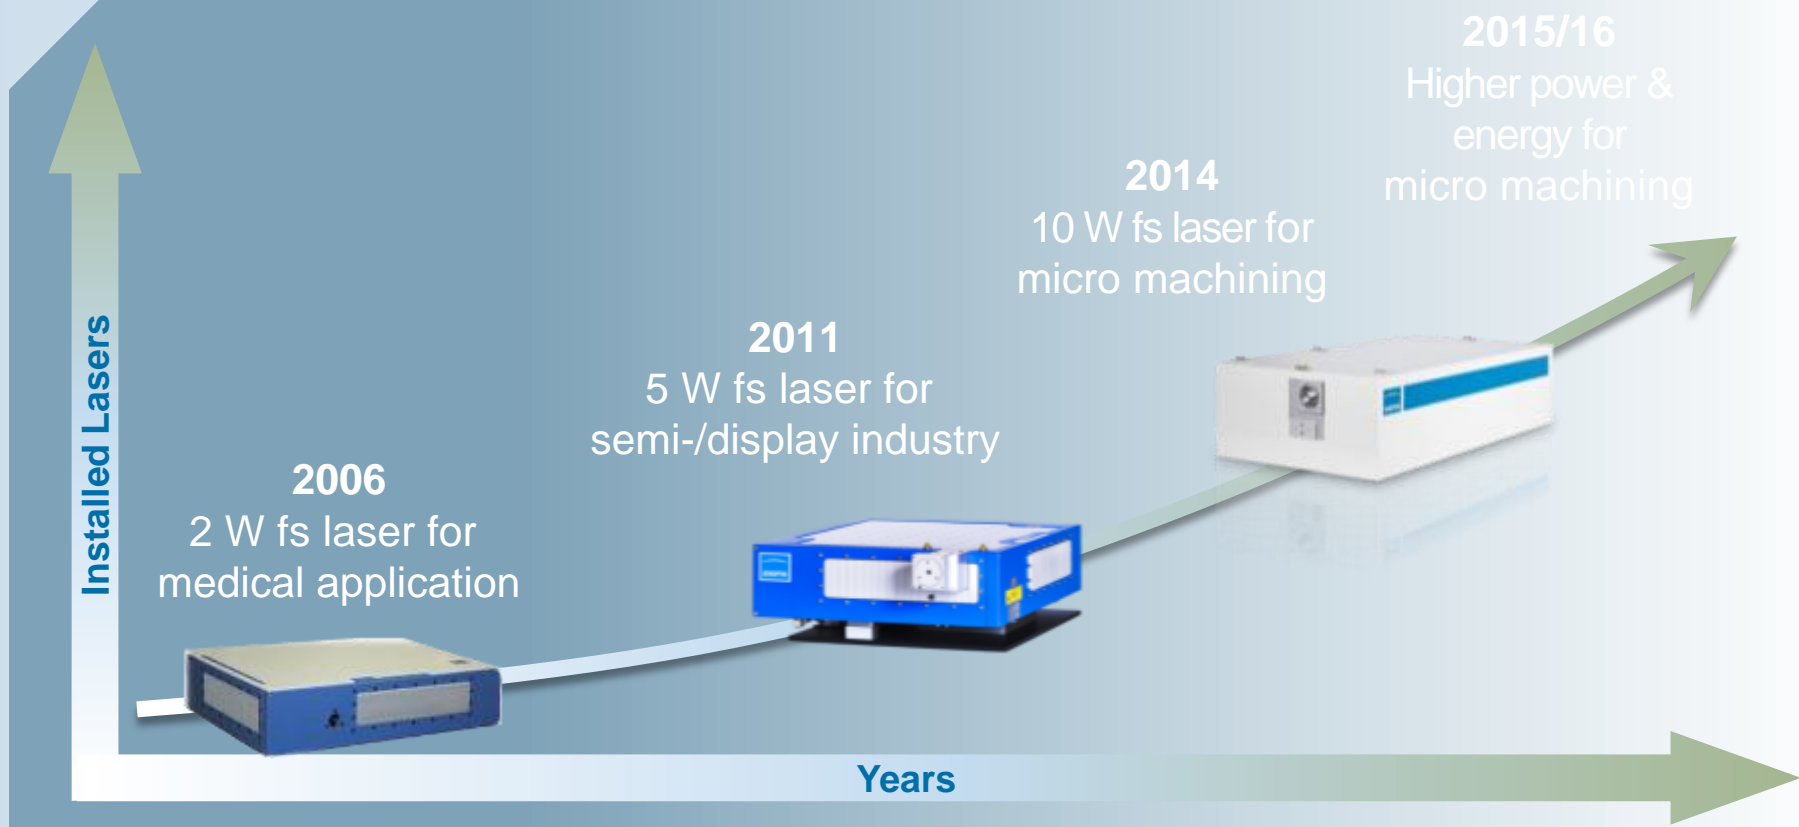 2015/16
Higher power &
energy for
micro machining
2014
10 W fs laser for
micro machining
2011
5 W fs laser for
semi-/display industry
2006
2 W fs laser for
medical application
Installed Lasers
Years